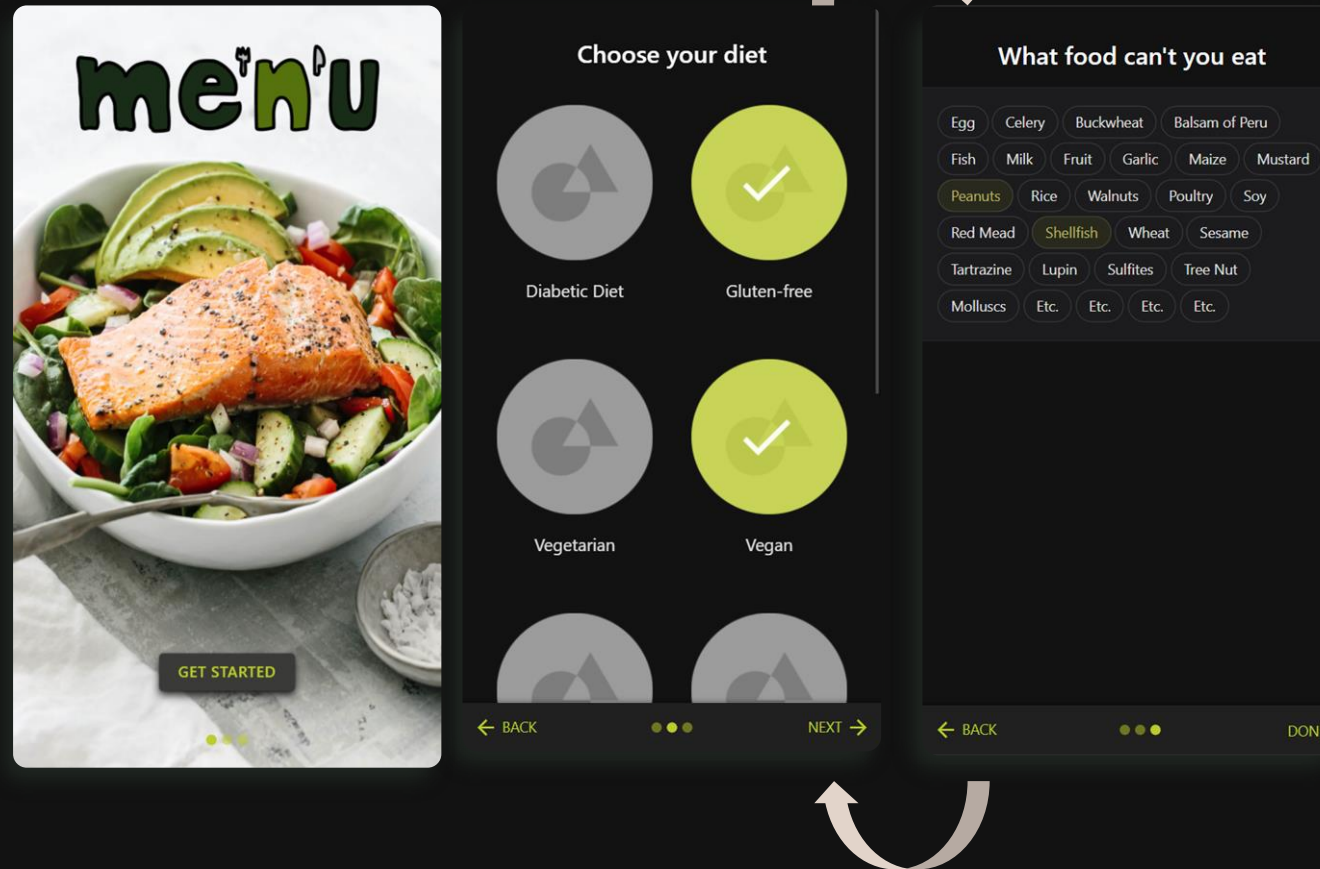 me'n'u
GET STARTED
Choose your diet
Diabetic Diet
Gluten-free
Vegetarian
Vegan
BACK
NEXT
What food can't you eat
Egg Celery Buckwheat Balsam of Peru
Fish Milk Fruit Garlic Maize Mustard
Peanuts Rice Walnuts Poultry Soy
Red Mead Shellfish Wheat Sesame
Tartrazine Lupin Sulfites Tree Nut
Molluscs Etc. Etc. Etc. Etc.
BACK
DON